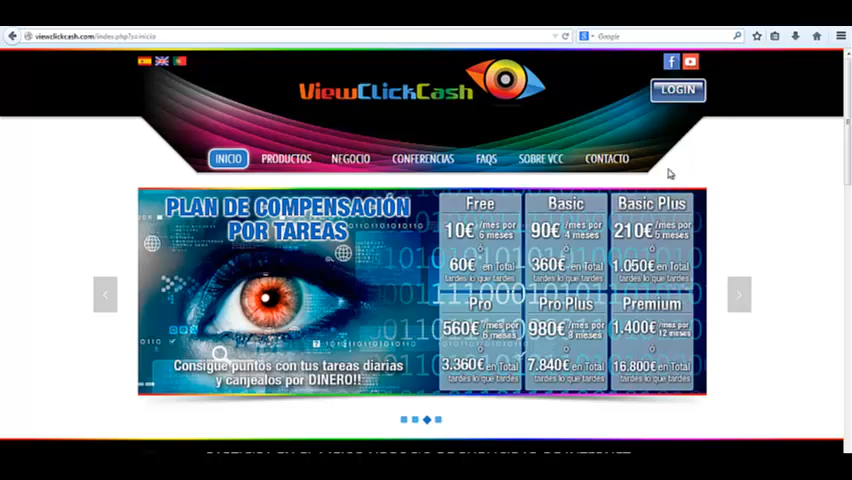 viewclickcash.com/index.php?s=inicio
Google
ViewClickCash
LOGIN
INICIO PRODUCTOS NEGOCIO CONFERENCIAS FAQS SOBRE VCC CONTACTO
PLAN DE COMPENSACIÓN
POR TAREAS
Consigue puntos con tus tareas diarias
y canjealos por DINERO!!
Free
10€/mes por
6 meses
O
60€ en Total
tardes lo que tardes
Basic
90€/mes por
4 meses
O
360€ en Total
tardes lo que tardes
Basic Plus
210€/mes por
5 meses
O
1.050€ en Total
tardes lo que tardes
Pro
560€/mes por
6 meses
O
3.360€ en Total
tardes lo que tardes
Pro Plus
980€/mes por
8 meses
O
7.840€ en Total
tardes lo que tardes
Premium
1,400€/mes por
12 meses
O
16.800€ en Total
tardes lo que tardes